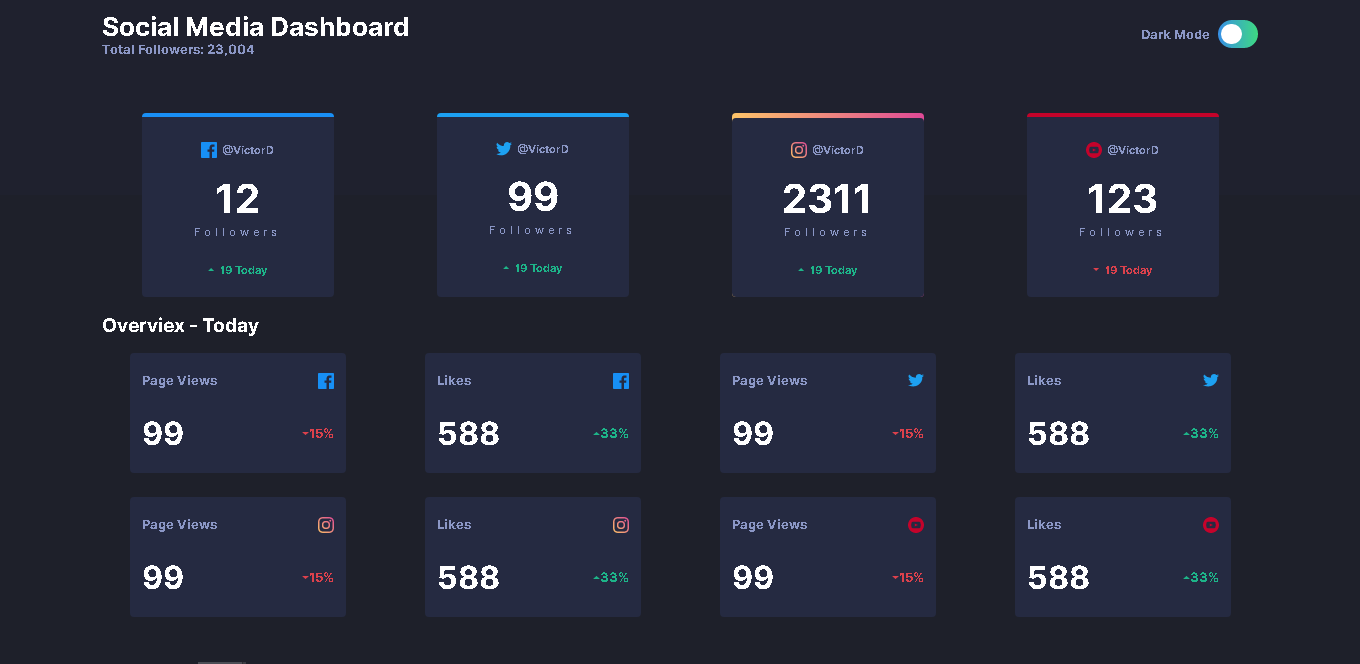 Social Media Dashboard
Total Followers: 23,004
Dark Mode
@VictorD
12
Followers
19 Today
@VictorD
99
Followers
19 Today
@VictorD
2311
Followers
19 Today
@VictorD
123
Followers
19 Today
Overviex - Today
Page Views
99
15%
Likes
588
33%
Page Views
99
15%
Likes
588
33%
Page Views
99
15%
Likes
588
33%
Page Views
99
15%
Likes
588
33%